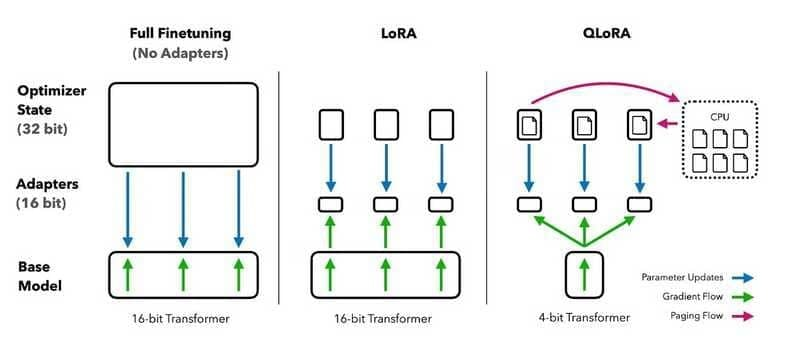 Full Finetuning
(No Adapters)
LoRA
QLoRA
Optimizer
State
(32 bit)
CPU
Adapters
(16 bit)
Base
Model
Parameter Updates
Gradient Flow
Paging Flow
16-bit Transformer
16-bit Transformer
4-bit Transformer